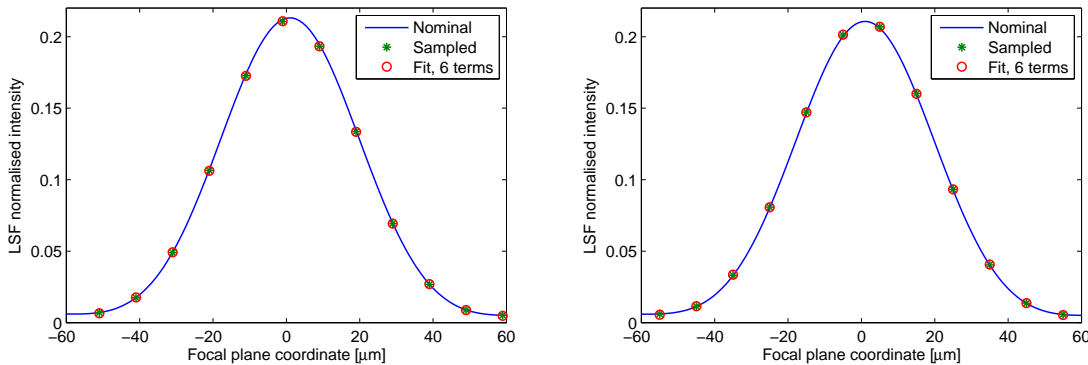 0.2
0.15
0.1
0.05
0
LSF normalised intensity
−60 −40 −20 0 20 40 60
Focal plane coordinate [μm]
Nominal
Sampled
Fit, 6 terms
0.2
0.15
0.1
0.05
0
LSF normalised intensity
−60 −40 −20 0 20 40 60
Focal plane coordinate [μm]
Nominal
Sampled
Fit, 6 terms